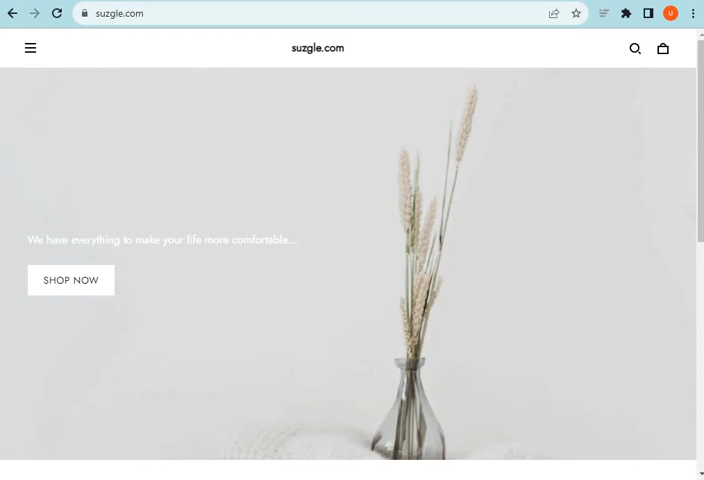 suzgle.com
u
suzgle.com
We have everything to make your life more comfortable...
SHOP NOW